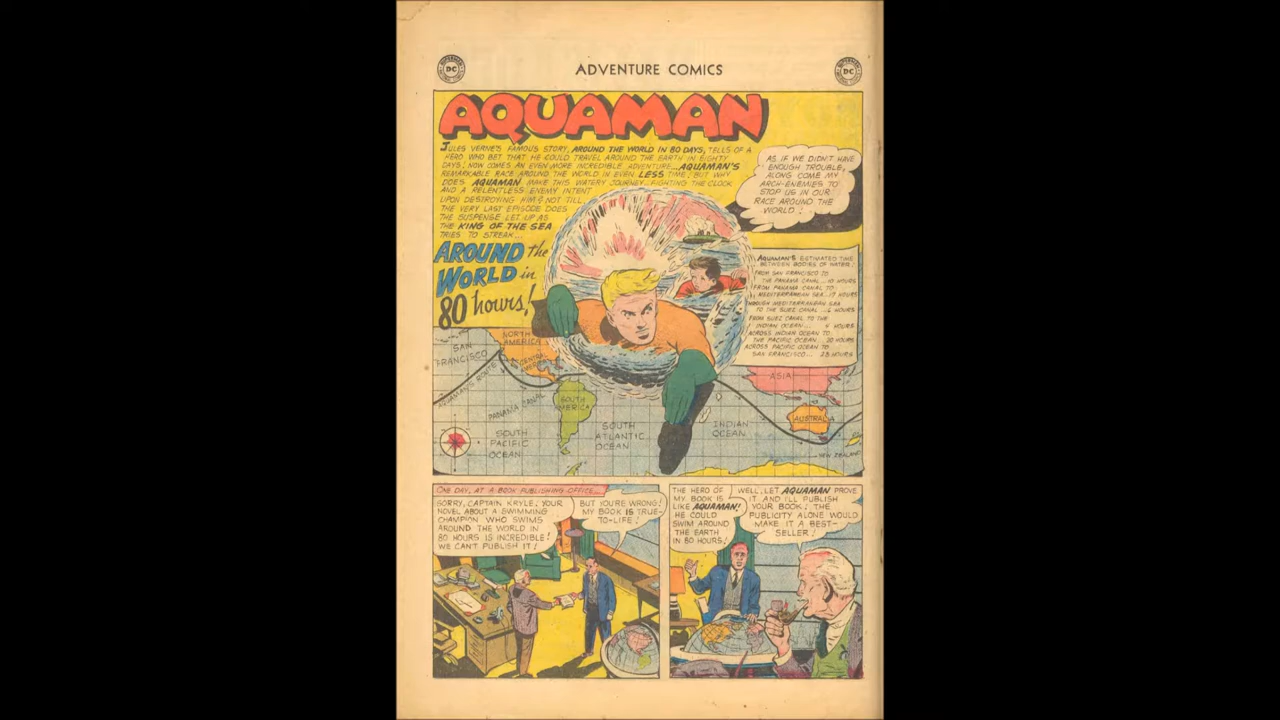 ADVENTURE COMICS
SUPERMAN
DC
DC
AQUAMAN
JULES VERNE'S FAMOUS STORY, AROUND THE WORLD IN 80 DAYS, TELLS OF A
HERO WHO BET THAT HE COULD TRAVEL AROUND THE EARTH IN EIGHTY
DAYS! NOW COMES AN EVEN MORE INCREDIBLE ADVENTURE...AQUAMAN'S
REMARKABLE RACE AROUND THE WORLD IN EVEN LESS TIME! BUT WHY
DOES AQUAMAN MAKE THIS WATERY JOURNEY...FIGHTING THE CLOCK
AND A RELENTLESS ENEMY INTENT
UPON DESTROYING HIM? NOT TILL
THE VERY LAST EPISODE DOES
THE SUSPENSE LET UP AS
THE KING OF THE SEA
TRIES TO STREAK...
AROUND the
WORLD in
80 hours!
AS IF WE DIDN'T HAVE
ENOUGH TROUBLE,
ALONG COME MY
ARCH-ENEMIES TO
STOP US IN OUR
RACE AROUND THE
WORLD!
AQUAMAN'S ESTIMATED TIME
BETWEEN BODIES OF WATER:
FROM SAN FRANCISCO TO
THE PANAMA CANAL...10 HOURS
FROM PANAMA CANAL TO
MEDITERRANEAN SEA...17 HOURS
THROUGH MEDITERRANEAN SEA
TO THE SUEZ CANAL... HOURS
FROM SUEZ CANAL TO THE
INDIAN OCEAN... HOURS
ACROSS INDIAN OCEAN TO
THE PACIFIC OCEAN...20 HOURS
ACROSS PACIFIC OCEAN TO
SAN FRANCISCO... 23 HOURS
SAN
FRANCISCO
NORTH
AMERICA
CENTRAL
AMERICA
AQUAMAN'S ROUTE
PANAMA CANAL
SOUTH
AMERICA
SOUTH
PACIFIC
OCEAN
SOUTH
ATLANTIC
OCEAN
INDIAN
OCEAN
ASIA
AUSTRALIA
NEW ZEALAND
ONE DAY, AT A BOOK PUBLISHING OFFICE...
SORRY, CAPTAIN KRYLE! YOUR
NOVEL ABOUT A SWIMMING
CHAMPION WHO SWIMS
AROUND THE WORLD IN
80 HOURS IS INCREDIBLE!
WE CAN'T PUBLISH IT!
BUT YOU'RE WRONG!
MY BOOK IS TRUE-
TO-LIFE!
THE HERO OF
MY BOOK IS
LIKE AQUAMAN!
HE COULD
SWIM AROUND
THE EARTH
IN 80 HOURS!
WELL, LET AQUAMAN PROVE
IT AND I'LL PUBLISH
YOUR BOOK! THE
PUBLICITY ALONE WOULD
MAKE IT A BEST-
SELLER!